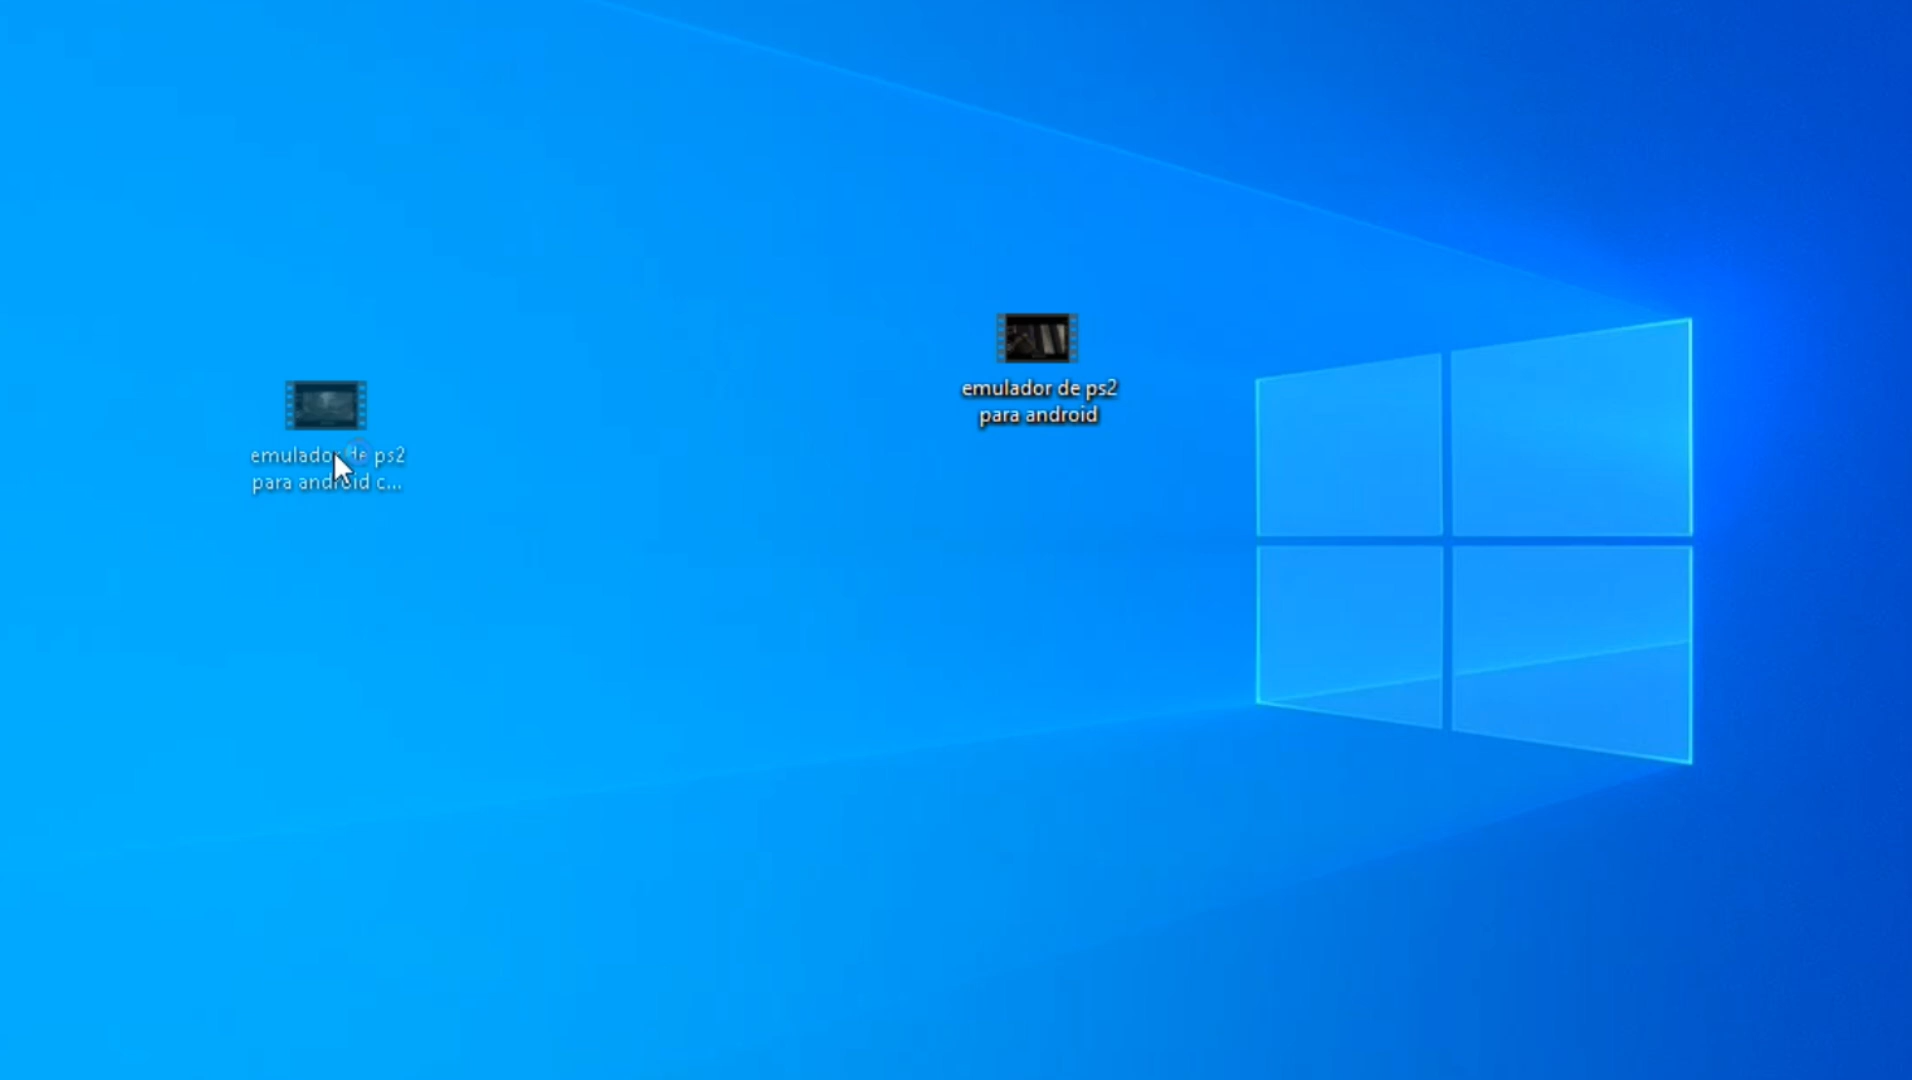 emulador de ps2
para android c...
emulador de ps2
para android